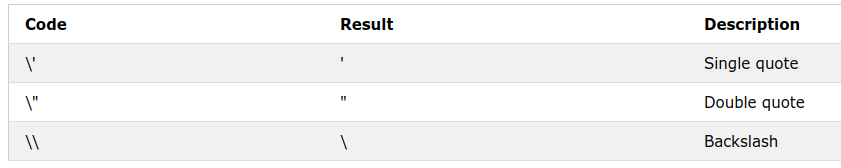 Code Result Description
\' ' Single quote
\" " Double quote
\\ \ Backslash